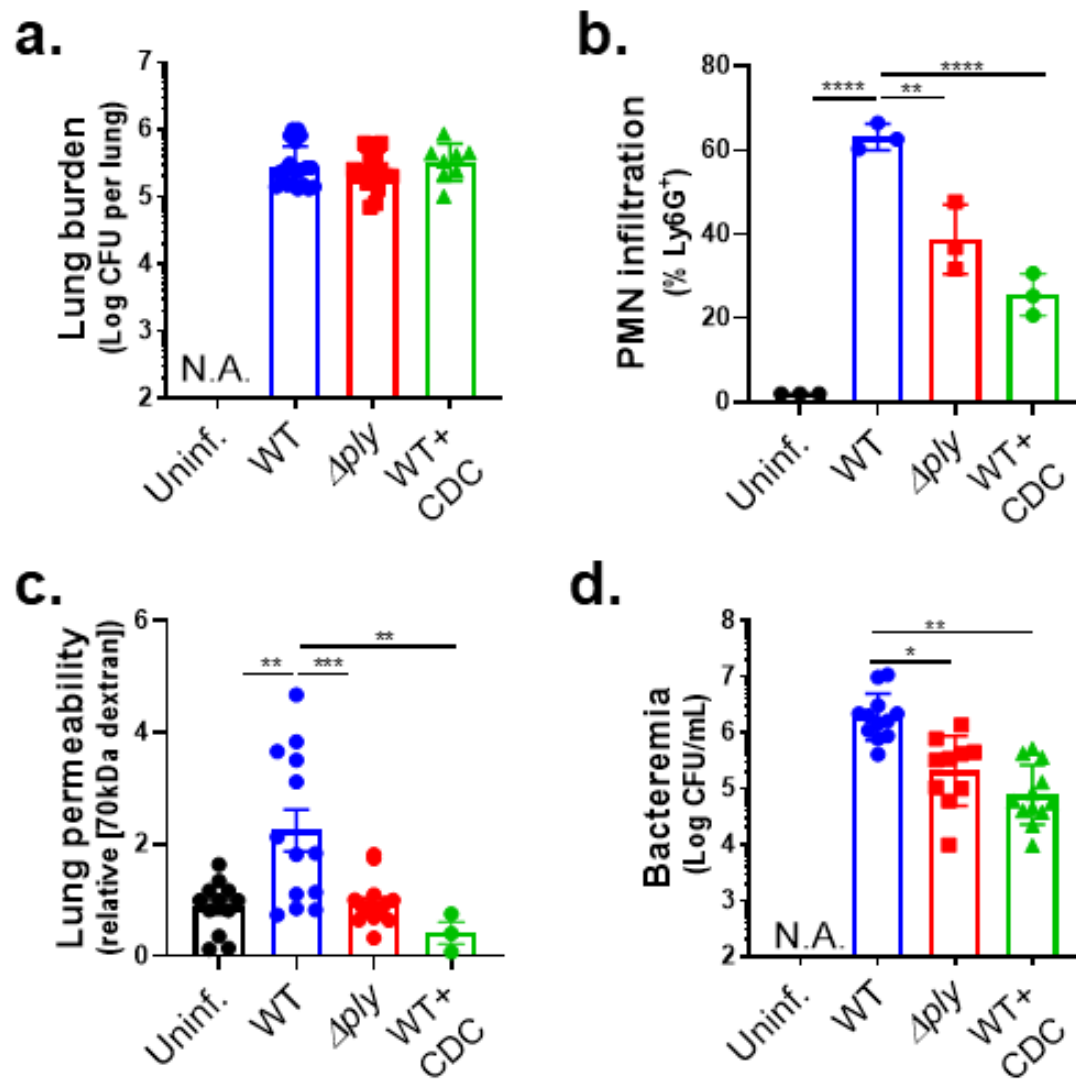 a.
Lung burden
(Log CFU per lung)
7
6
5
4
3
2
N.A.
Uninf.
WT
Δply
WT+
CDC
b.
PMN infiltration
(% Ly6G⁺)
80
60
40
20
0
****
**
****
Uninf.
WT
Δply
WT+
CDC
c.
Lung permeability
(relative [70kDa dextran])
6
4
2
0
**
***
**
Uninf.
WT
Δply
WT+
CDC
d.
Bacteremia
(Log CFU/mL)
8
7
6
5
4
3
2
**
*
N.A.
Uninf.
WT
Δply
WT+
CDC